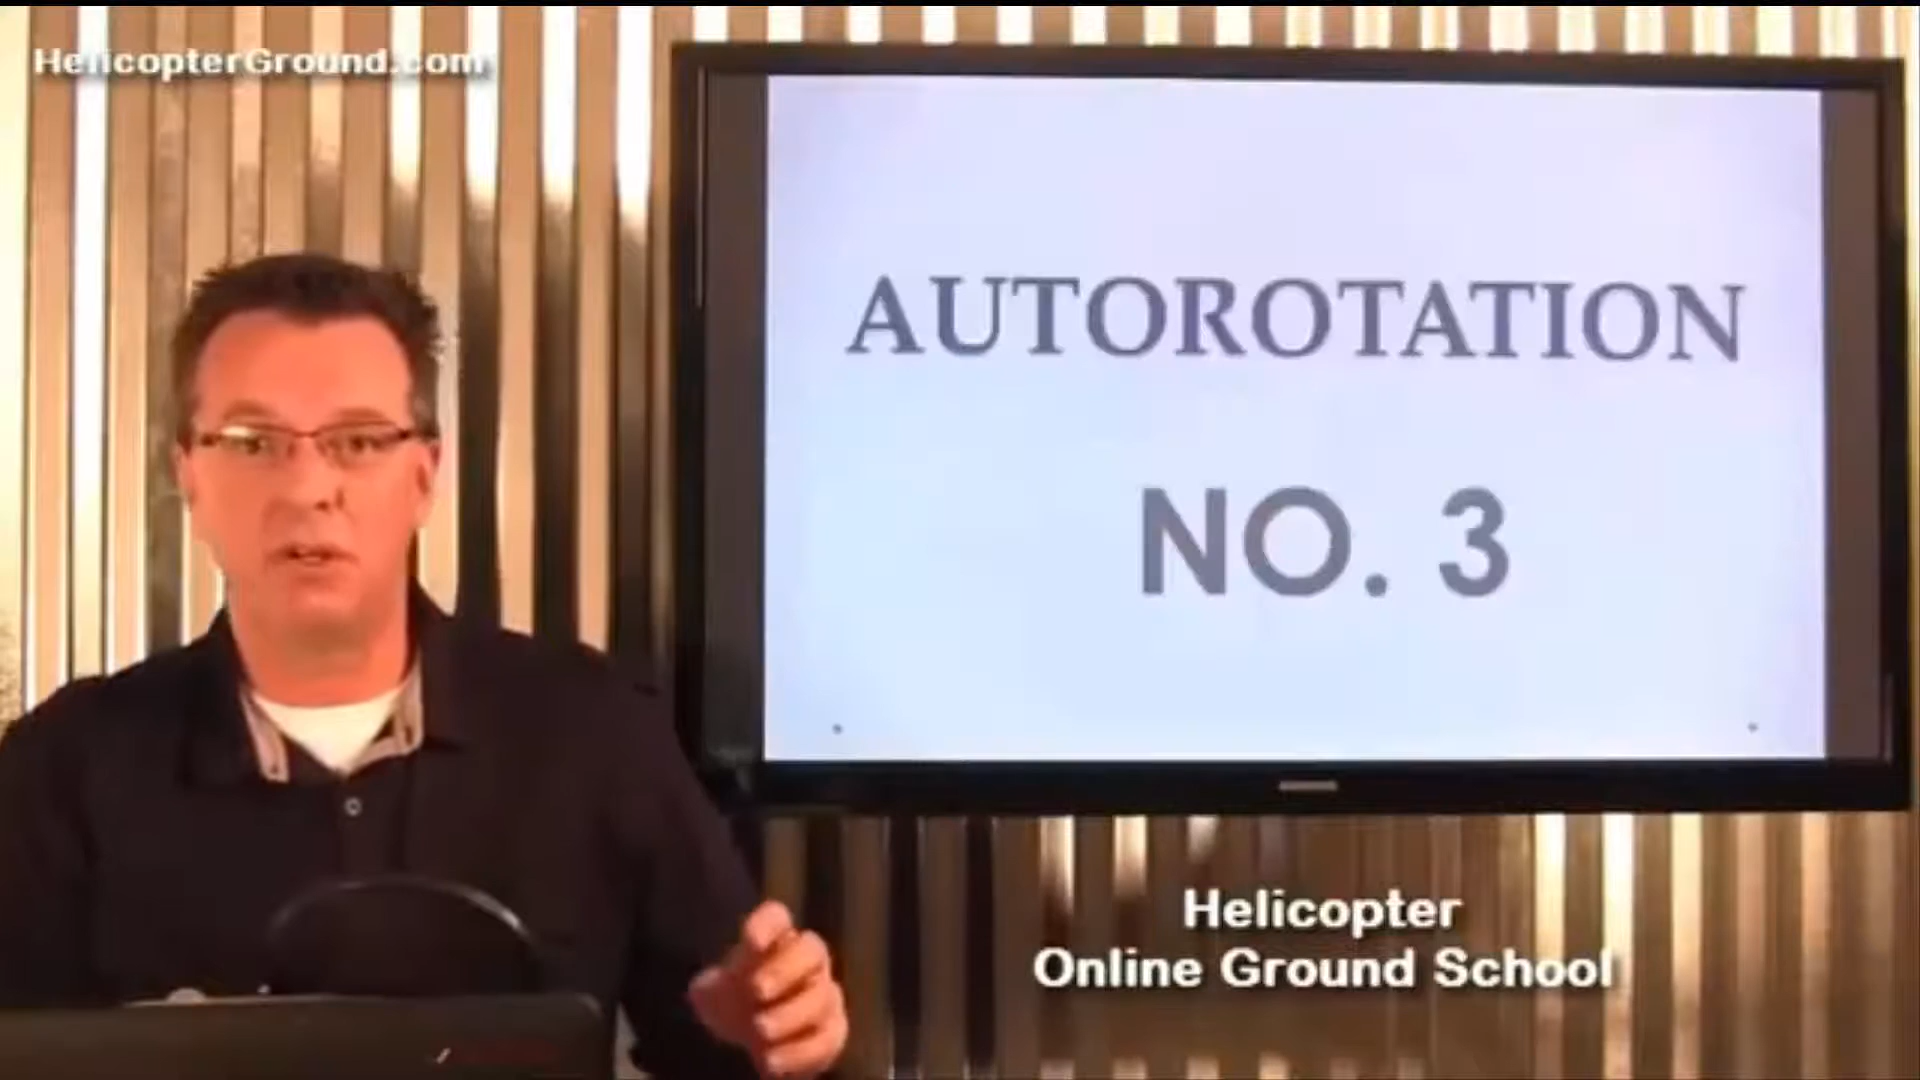 HelicopterGround.com
AUTOROTATION
NO. 3
Helicopter
Online Ground School